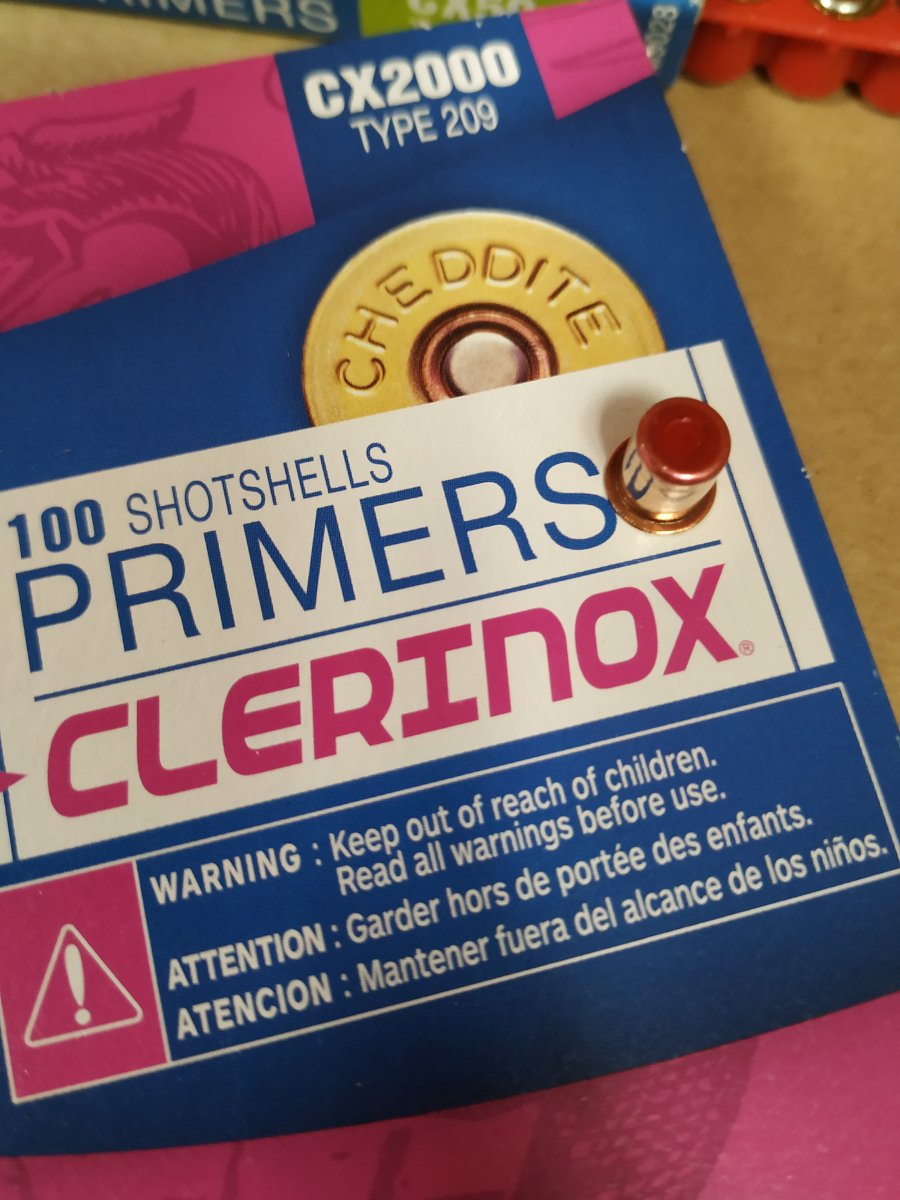 PRIMERS
CX50
CX2000
TYPE 209
CHEDDITE
100 SHOTSHELLS
PRIMERS
CLERINOX®
WARNING : Keep out of reach of children.
Read all warnings before use.
ATTENTION : Garder hors de portée des enfants.
ATENCION : Mantener fuera del alcance de los niños.